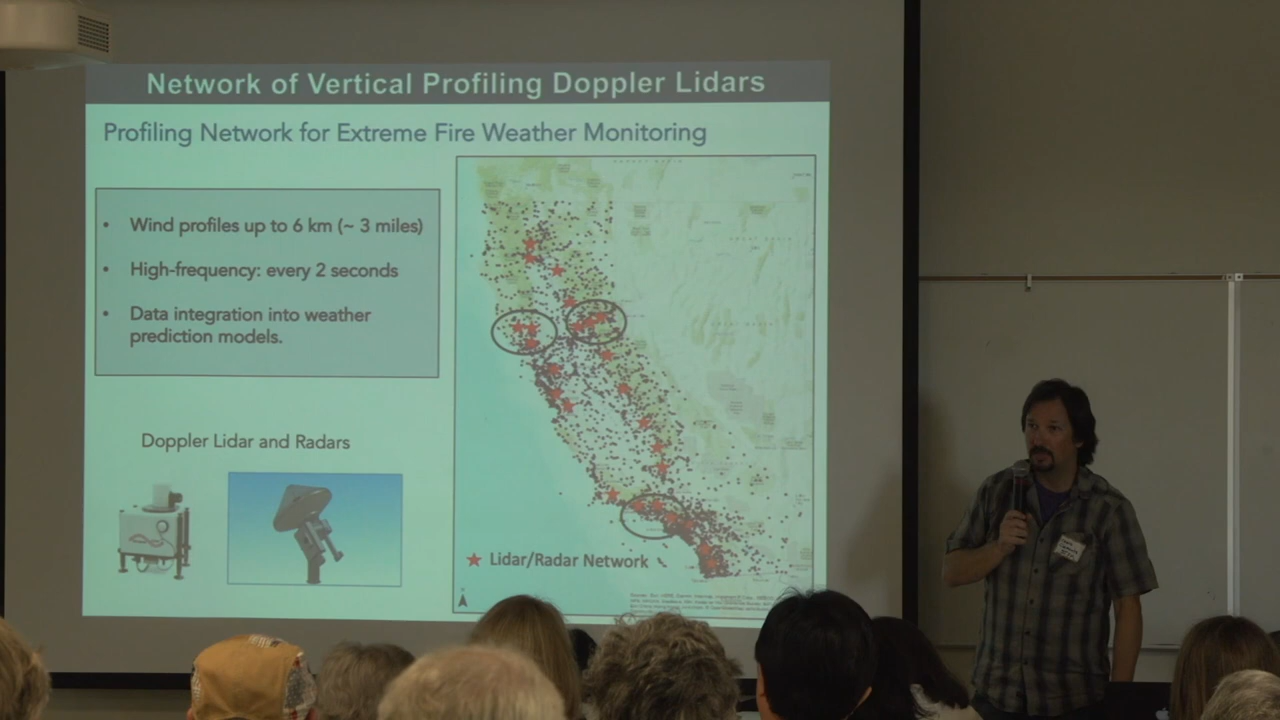 Network of Vertical Profiling Doppler Lidars
Profiling Network for Extreme Fire Weather Monitoring
• Wind profiles up to 6 km (~ 3 miles)
• High-frequency: every 2 seconds
• Data integration into weather
prediction models.
Doppler Lidar and Radars
Lidar/Radar Network